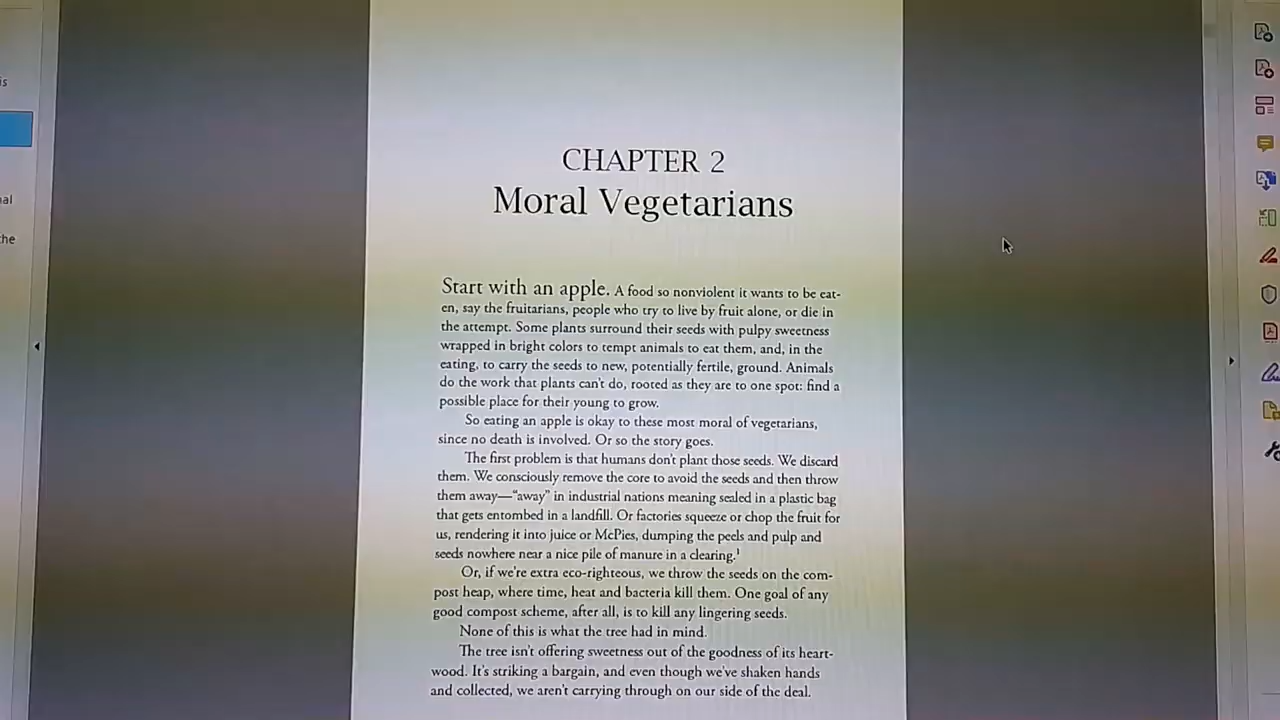 is
al
the
CHAPTER 2
Moral Vegetarians
Start with an apple. A food so nonviolent it wants to be eat-
en, say the fruitarians, people who try to live by fruit alone, or die in
the attempt. Some plants surround their seeds with pulpy sweetness
wrapped in bright colors to tempt animals to eat them, and, in the
eating, to carry the seeds to new, potentially fertile, ground. Animals
do the work that plants can't do, rooted as they are to one spot: find a
possible place for their young to grow.
So eating an apple is okay to these most moral of vegetarians,
since no death is involved. Or so the story goes.
The first problem is that humans don't plant those seeds. We discard
them. We consciously remove the core to avoid the seeds and then throw
them away—“away” in industrial nations meaning sealed in a plastic bag
that gets entombed in a landfill. Or factories squeeze or chop the fruit for
us, rendering it into juice or McPies, dumping the peels and pulp and
seeds nowhere near a nice pile of manure in a clearing.¹
Or, if we're extra eco-righteous, we throw the seeds on the com-
post heap, where time, heat and bacteria kill them. One goal of any
good compost scheme, after all, is to kill any lingering seeds.
None of this is what the tree had in mind.
The tree isn't offering sweetness out of the goodness of its heart-
wood. It's striking a bargain, and even though we've shaken hands
and collected, we aren't carrying through on our side of the deal.